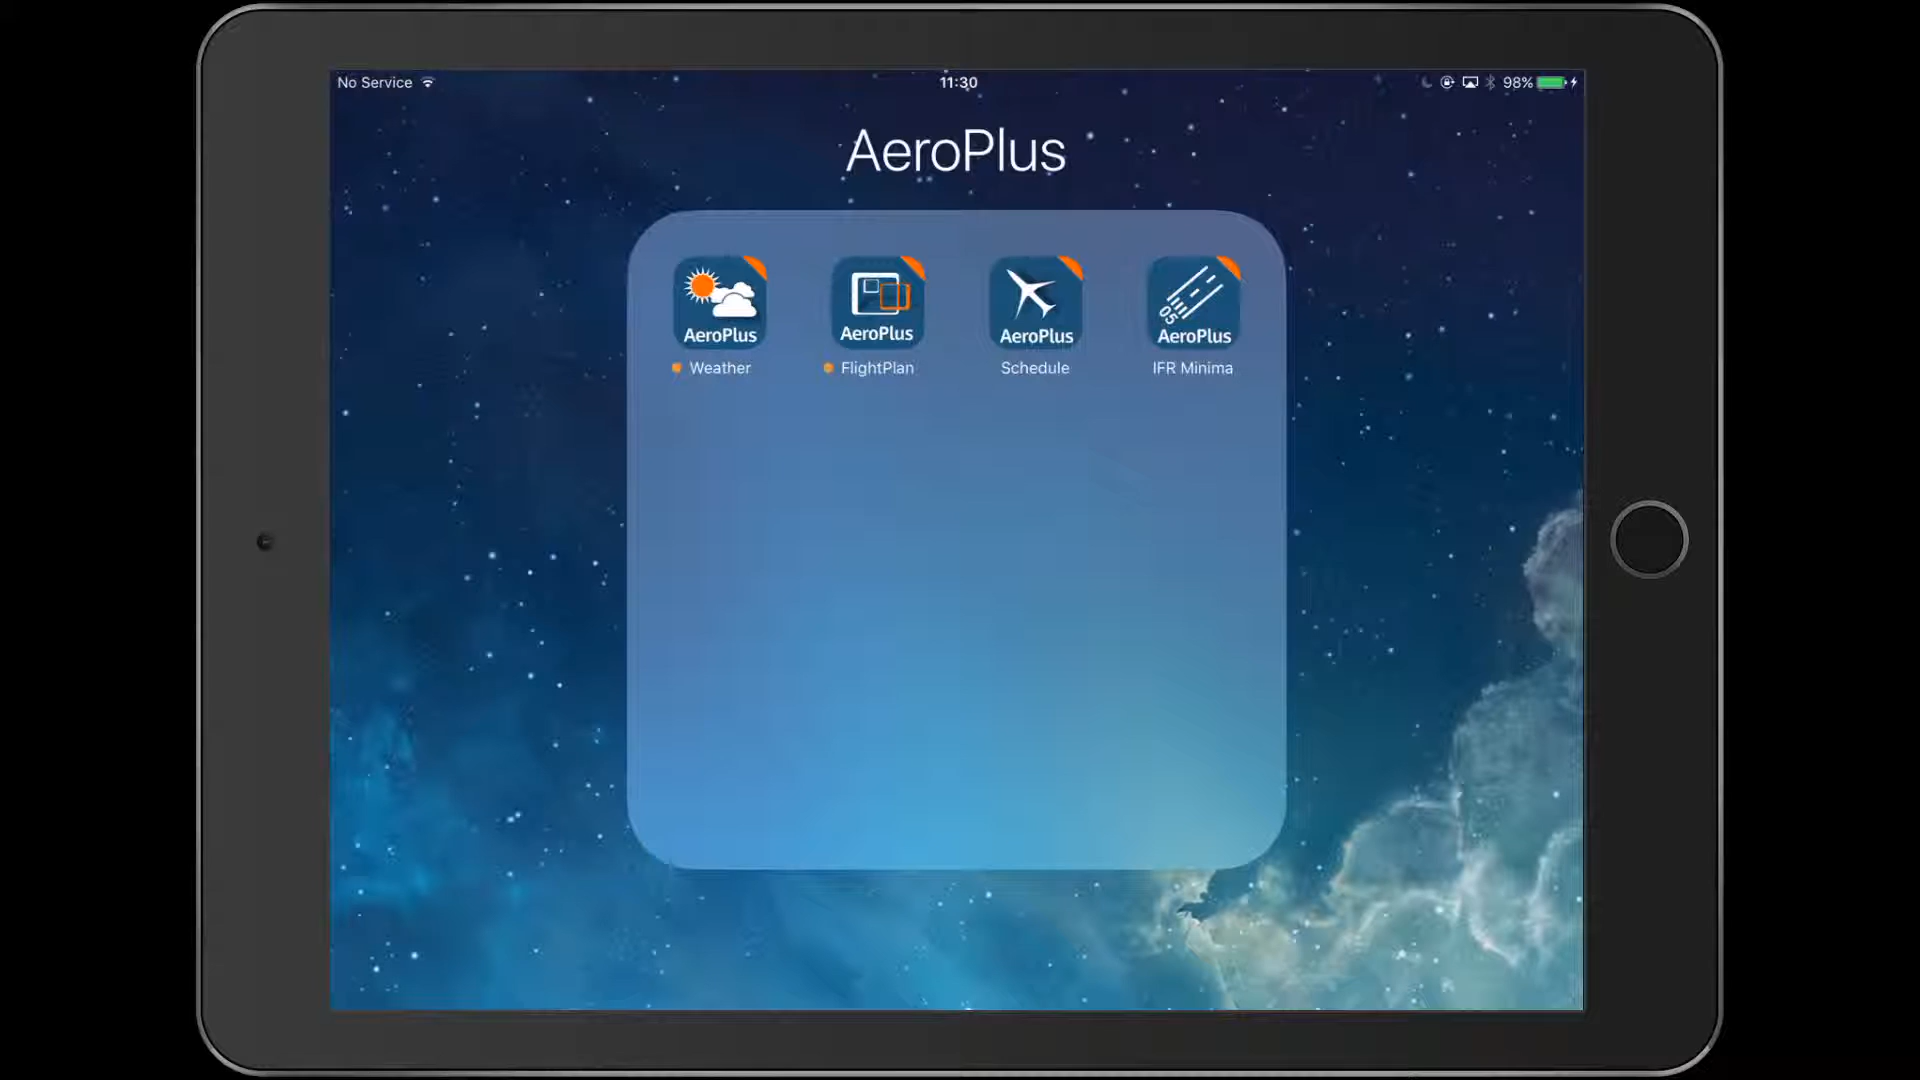 No Service 11:30 98%
AeroPlus
AeroPlus AeroPlus AeroPlus 05 AeroPlus
Weather FlightPlan Schedule IFR Minima